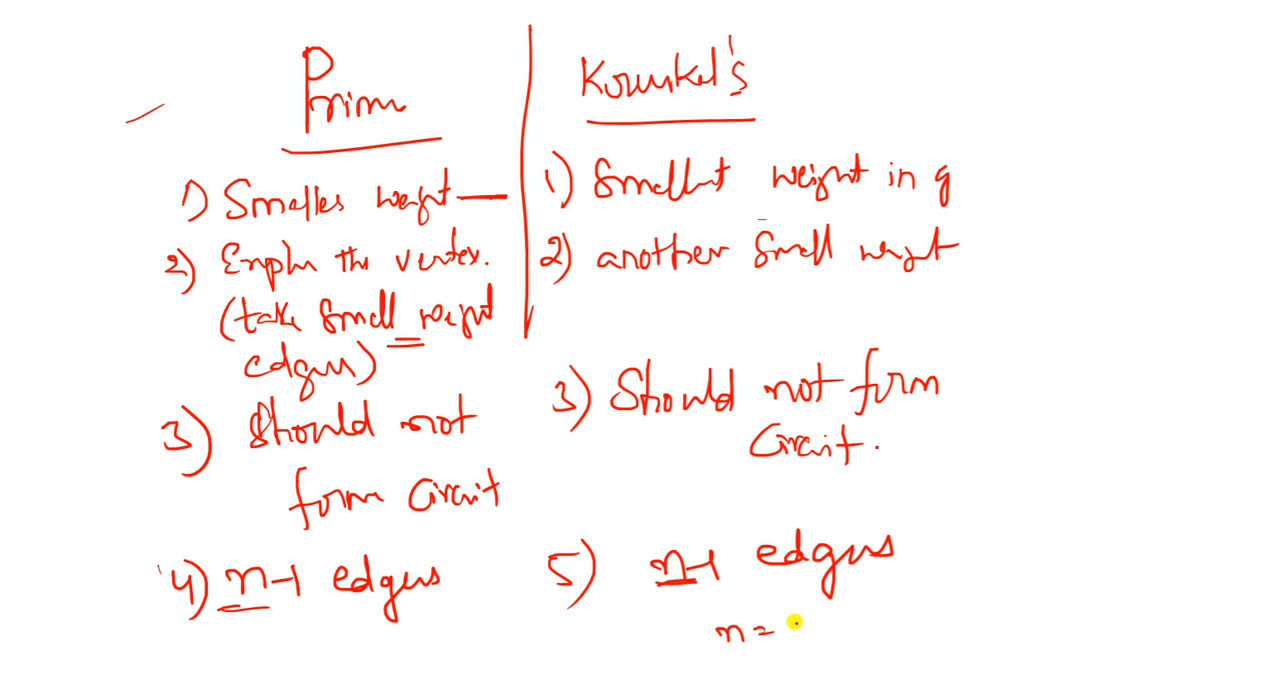 Prim
1) Smalles weight
2) Explor the vertex.
(take small weight
edges)
3) Should not
form Circuit
4) n-1 edges
Kruskal's
1) Smallest weight in g
2) another Small weight
3) Should not form
Circuit.
5) n-1 edges
n =